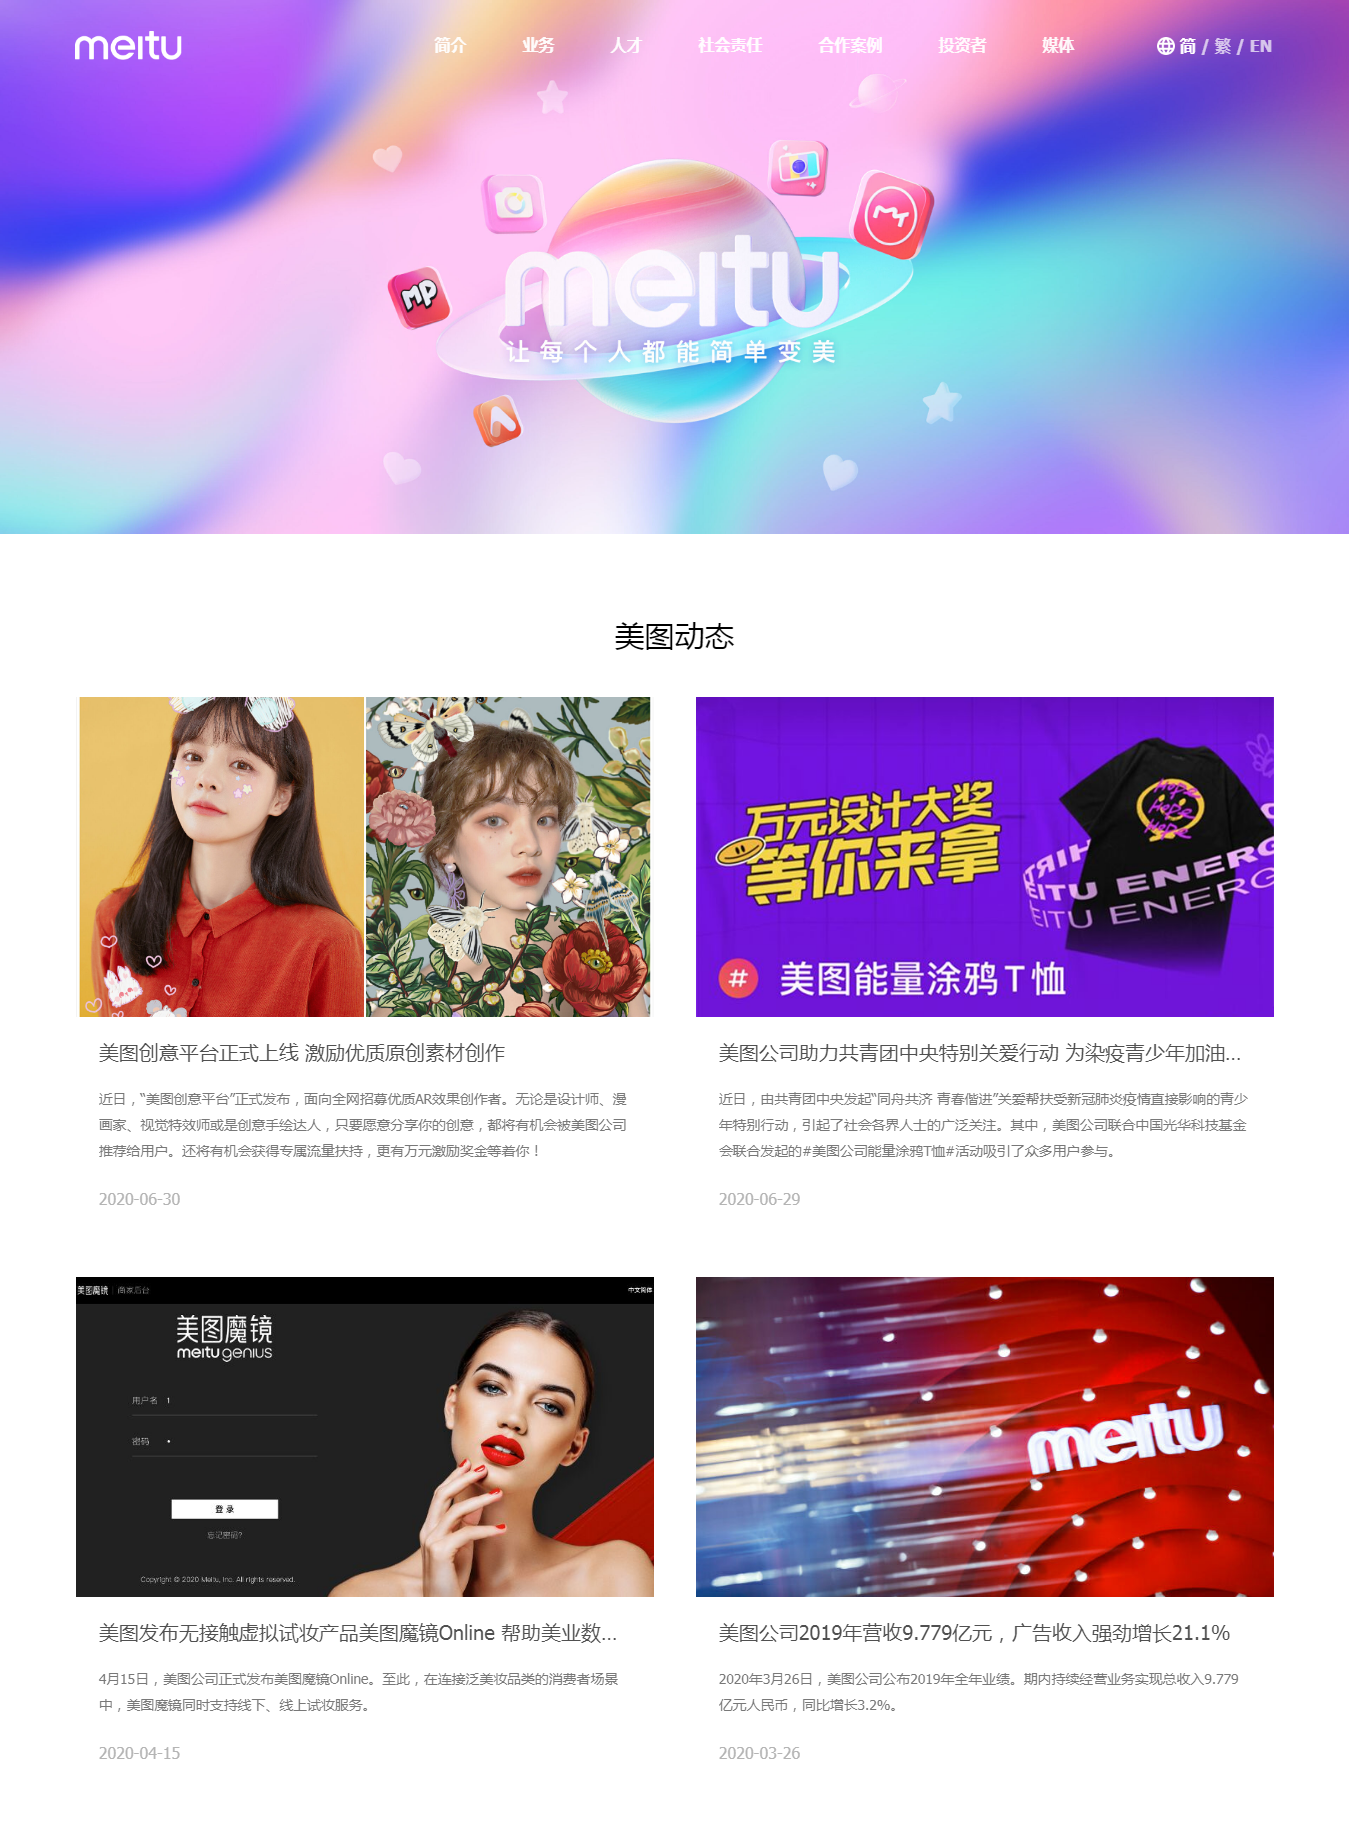 meitu
简介 业务 人才 社会责任 合作案例 投资者 媒体 简 / 繁 / EN
MP
meitu
让每个人都能简单变美
美图动态
万元设计大奖
等你来拿
Hope
Hope
Hope
MEITU ENERG
EITU ENERG
# 美图能量涂鸦T恤
美图创意平台正式上线 激励优质原创素材创作
近日，“美图创意平台”正式发布，面向全网招募优质AR效果创作者。无论是设计师、漫
画家、视觉特效师或是创意手绘达人，只要愿意分享你的创意，都将有机会被美图公司
推荐给用户。还将有机会获得专属流量扶持，更有万元激励奖金等着你！
2020-06-30
美图公司助力共青团中央特别关爱行动 为染疫青少年加油...
近日，由共青团中央发起“同舟共济 青春偕进”关爱帮扶受新冠肺炎疫情直接影响的青少
年特别行动，引起了社会各界人士的广泛关注。其中，美图公司联合中国光华科技基金
会联合发起的#美图公司能量涂鸦T恤#活动吸引了众多用户参与。
2020-06-29
美图魔镜 | 商家后台 中文简体
美图魔镜
meitu genius
用户名 1
密码 •
登录
忘记密码?
Copyright © 2020 Meitu, Inc. All rights reserved.
meitu
美图发布无接触虚拟试妆产品美图魔镜Online 帮助美业数...
4月15日，美图公司正式发布美图魔镜Online。至此，在连接泛美妆品类的消费者场景
中，美图魔镜同时支持线下、线上试妆服务。
2020-04-15
美图公司2019年营收9.779亿元，广告收入强劲增长21.1%
2020年3月26日，美图公司公布2019年全年业绩。期内持续经营业务实现总收入9.779
亿元人民币，同比增长3.2%。
2020-03-26